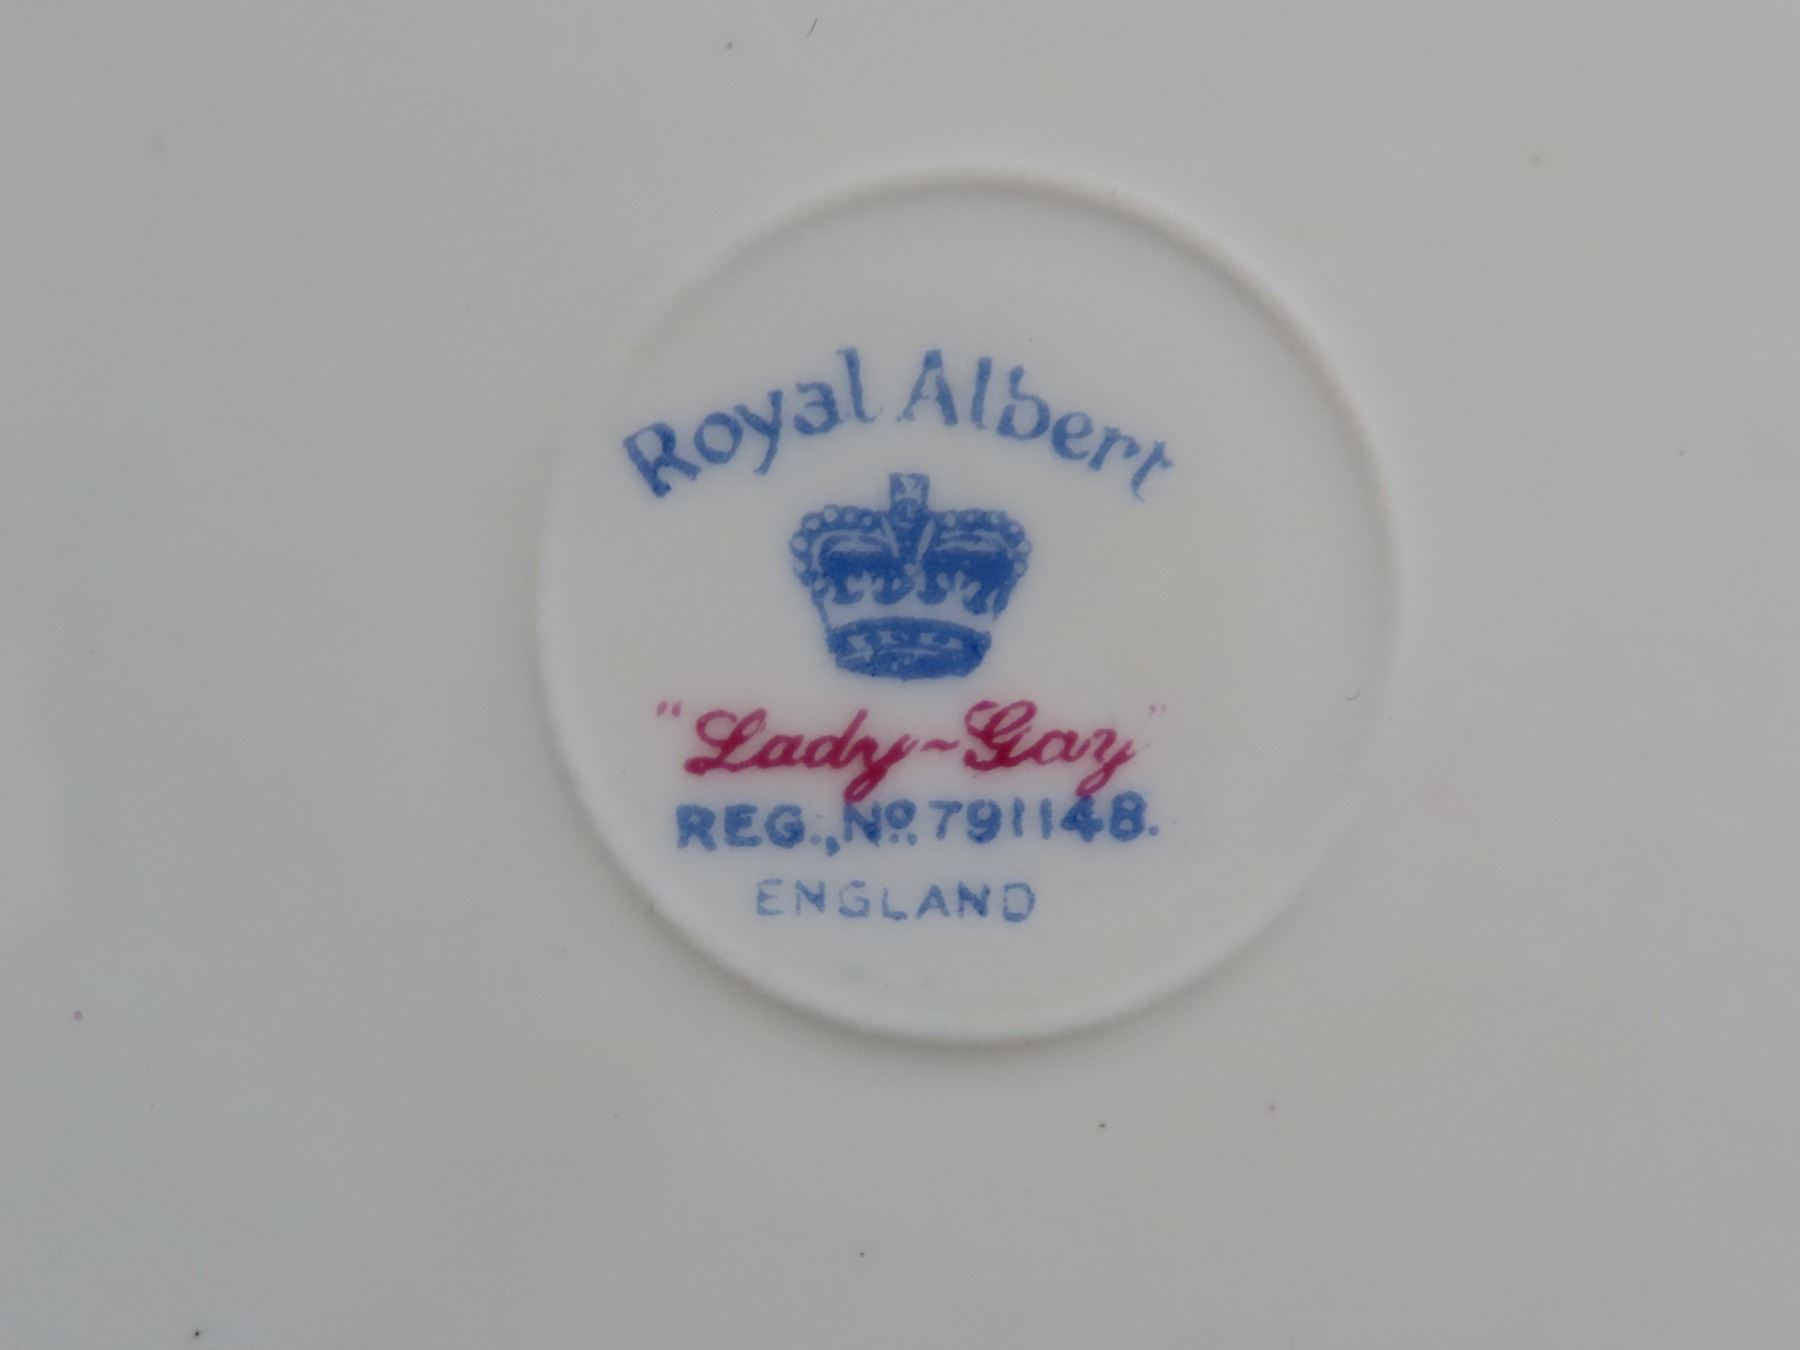 Royal Albert
"Lady~Gay"
REG., Nº. 791148.
ENGLAND